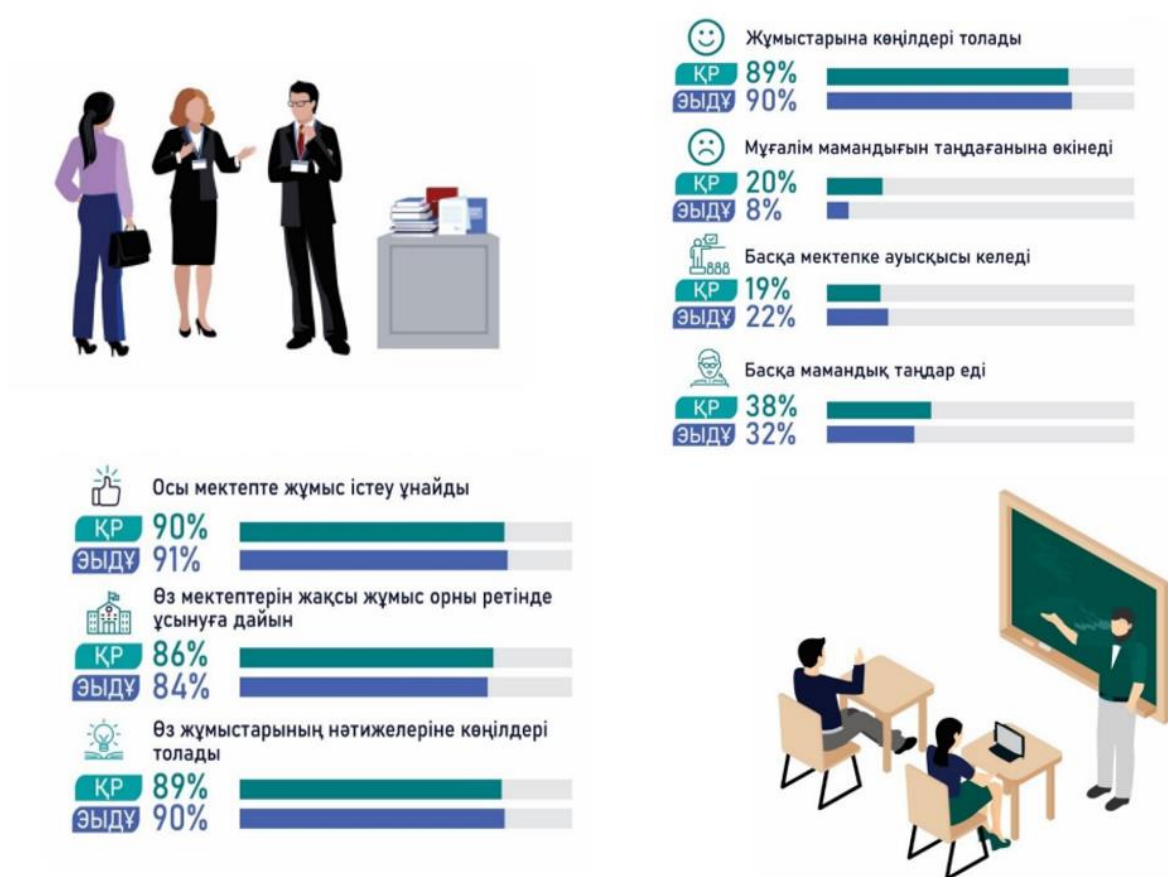 Жұмыстарына көңілдері толады
ҚР 89%
ЭЫДҰ 90%
Мұғалім мамандығын таңдағанына өкінеді
ҚР 20%
ЭЫДҰ 8%
Басқа мектепке ауысқысы келеді
ҚР 19%
ЭЫДҰ 22%
Басқа мамандық таңдар еді
ҚР 38%
ЭЫДҰ 32%
Осы мектепте жұмыс істеу ұнайды
ҚР 90%
ЭЫДҰ 91%
Өз мектептерін жақсы жұмыс орны ретінде
ұсынуға дайын
ҚР 86%
ЭЫДҰ 84%
Өз жұмыстарының нәтижелеріне көңілдері
толады
ҚР 89%
ЭЫДҰ 90%